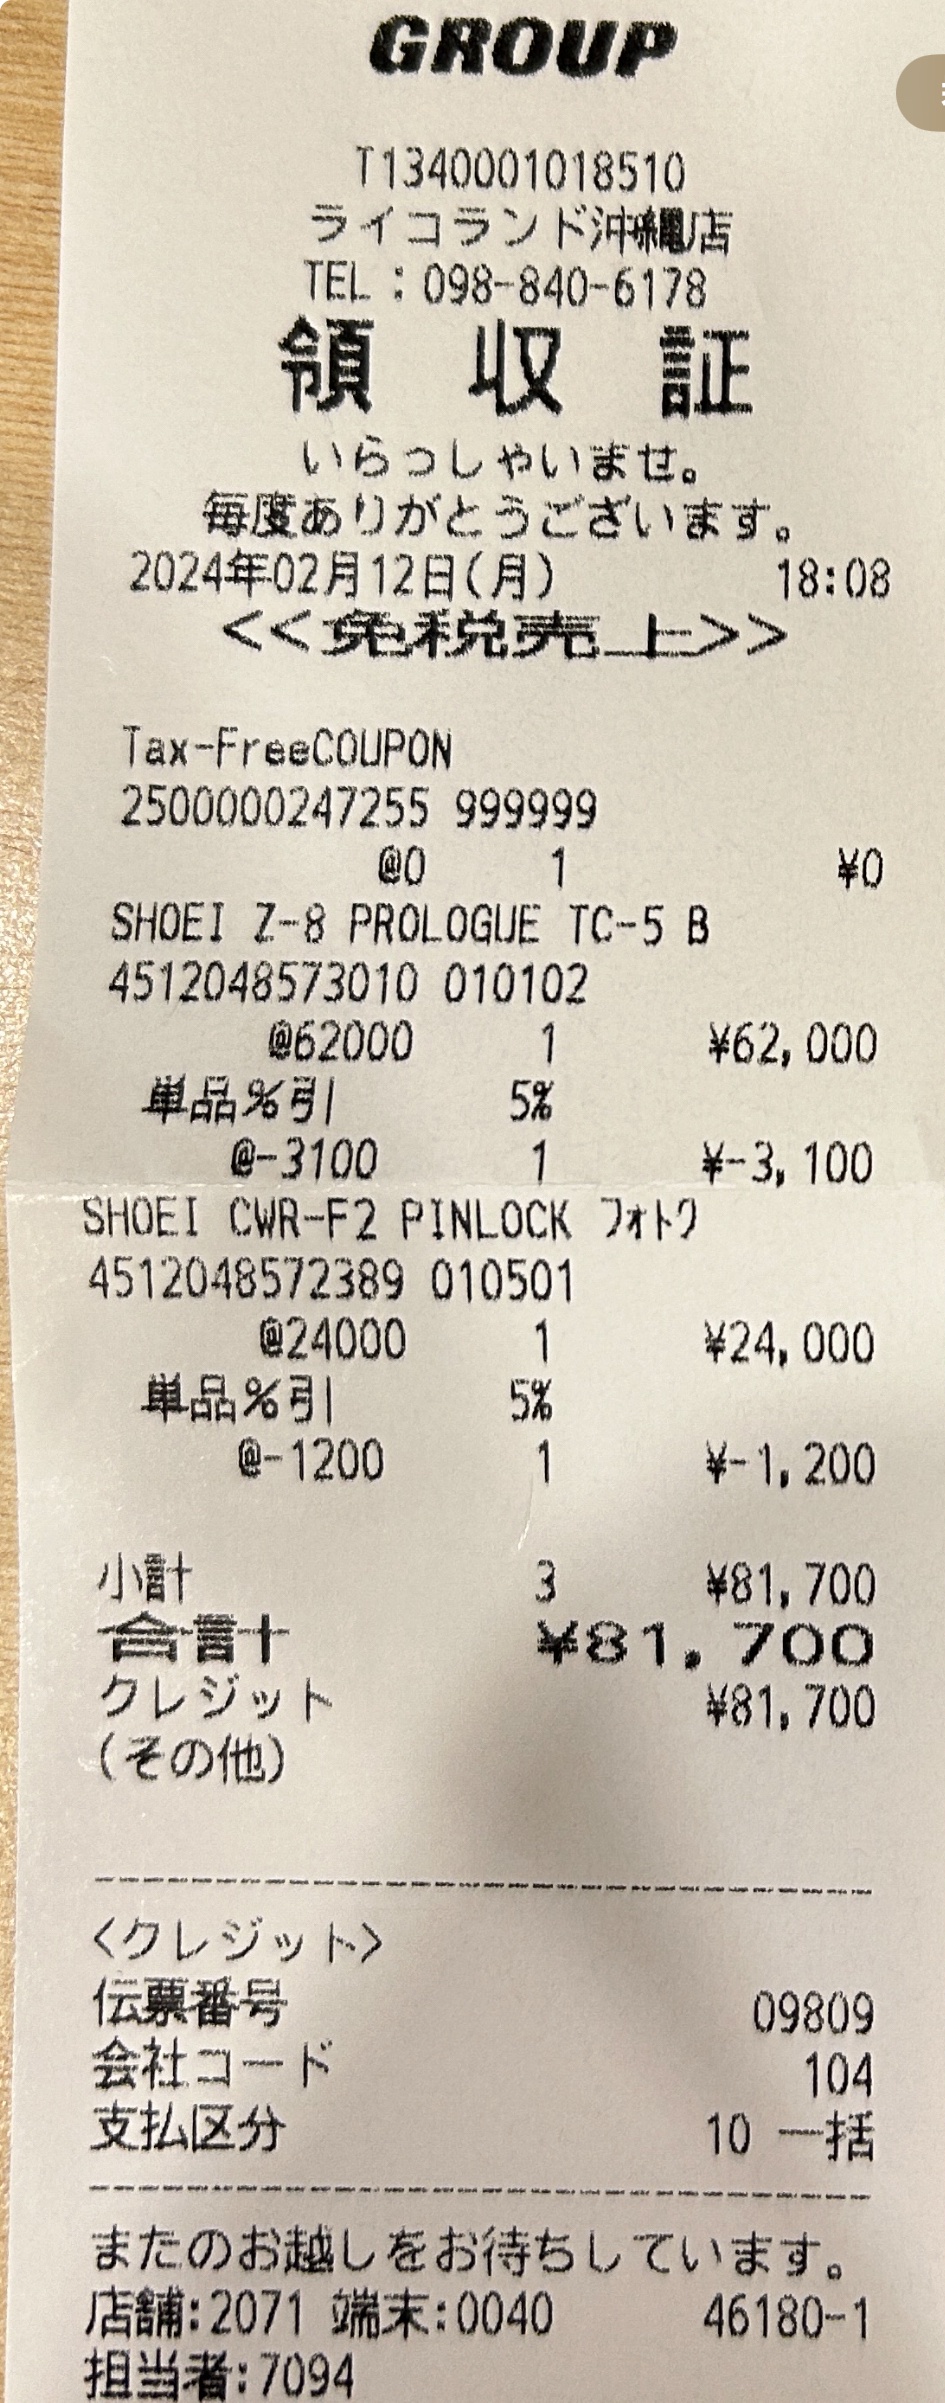 GROUP
T1340001018510
ライコランド沖縄店
TEL：098-840-6178
領 収 証
いらっしゃいませ。
毎度ありがとうございます。
2024年02月12日(月) 18:08
<<免税売上>>
Tax-FreeCOUPON
2500000247255 999999
@0 1 ¥0
SHOEI Z-8 PROLOGUE TC-5 B
4512048573010 010102
@62000 1 ¥62,000
単品%引 5%
@-3100 1 ¥-3,100
SHOEI CWR-F2 PINLOCK フォトク
4512048572389 010501
@24000 1 ¥24,000
単品%引 5%
@-1200 1 ¥-1,200
小計 3 ¥81,700
合計 ¥81,700
クレジット ¥81,700
(その他)
<クレジット>
伝票番号 09809
会社コード 104
支払区分 10 一括
またのお越しをお待ちしています。
店舗:2071 端末:0040 46180-1
担当者:7094